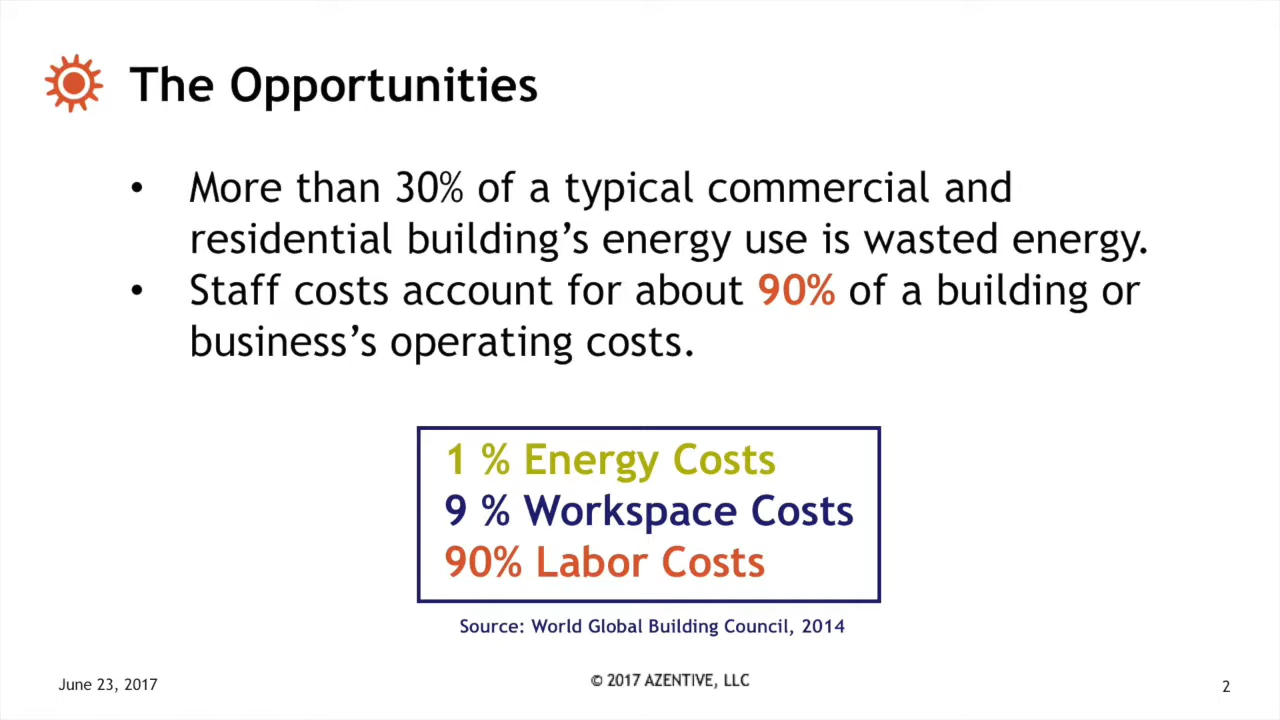 The Opportunities
• More than 30% of a typical commercial and
residential building’s energy use is wasted energy.
• Staff costs account for about 90% of a building or
business’s operating costs.
1 % Energy Costs
9 % Workspace Costs
90% Labor Costs
Source: World Global Building Council, 2014
June 23, 2017
© 2017 AZENTIVE, LLC
2